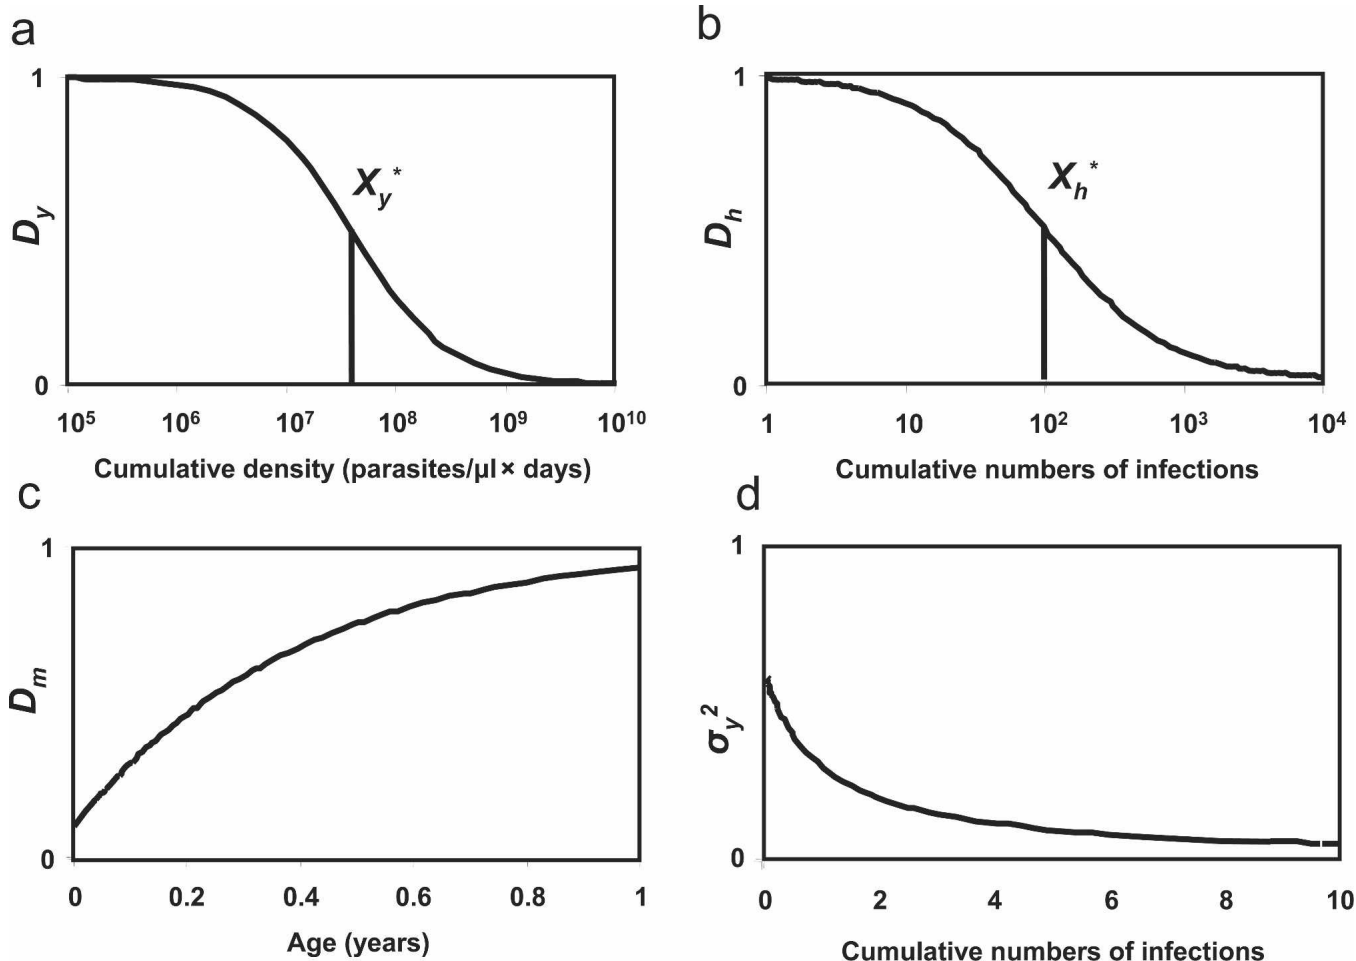 a
1
D_y
X_y^*
0
10^5 10^6 10^7 10^8 10^9 10^10
Cumulative density (parasites/µl × days)
b
1
D_h
X_h^*
0
1 10 10^2 10^3 10^4
Cumulative numbers of infections
c
1
D_m
0
0 0.2 0.4 0.6 0.8 1
Age (years)
d
1
σ_y^2
0
0 2 4 6 8 10
Cumulative numbers of infections